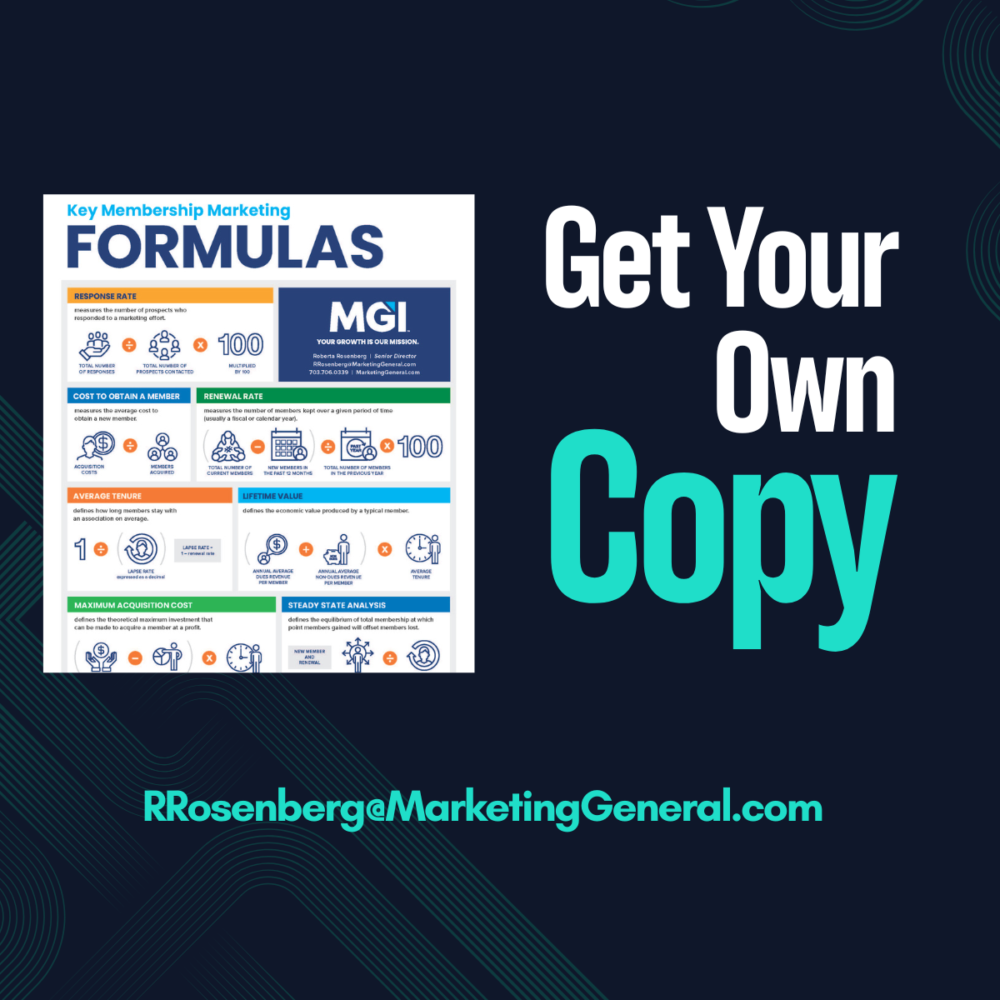 Key Membership Marketing
FORMULAS
RESPONSE RATE
measures the number of prospects who
responded to a marketing effort.
÷
x
100
TOTAL NUMBER
OF RESPONSES
TOTAL NUMBER OF
PROSPECTS CONTACTED
MULTIPLIED
BY 100
MGI
YOUR GROWTH IS OUR MISSION.
Roberta Rosenberg | Senior Director
RRosenberg@MarketingGeneral.com
703.706.0339 | MarketingGeneral.com
COST TO OBTAIN A MEMBER
measures the average cost to
obtain a new member.
$
÷
ACQUISITION
COSTS
MEMBERS
ACQUIRED
RENEWAL RATE
measures the number of members kept over a given period of time
(usually a fiscal or calendar year).
(
–
)
÷
PAST
YEAR
x
100
TOTAL NUMBER OF
CURRENT MEMBERS
NEW MEMBERS IN
THE PAST 12 MONTHS
TOTAL NUMBER OF MEMBERS
IN THE PREVIOUS YEAR
AVERAGE TENURE
defines how long members stay with
an association on average.
1
÷
(
)
LAPSE RATE
expressed as a decimal
LAPSE RATE =
1 – renewal rate
LIFETIME VALUE
defines the economic value produced by a typical member.
(
$
+
)
x
ANNUAL AVERAGE
DUES REVENUE
PER MEMBER
ANNUAL AVERAGE
NON-DUES REVENUE
PER MEMBER
AVERAGE
TENURE
MAXIMUM ACQUISITION COST
defines the theoretical maximum investment that
can be made to acquire a member at a profit.
(
$
–
)
x
STEADY STATE ANALYSIS
defines the equilibrium of total membership at which
point members gained will offset members lost.
NEW MEMBER
AND
RENEWAL
÷
Get Your
Own
Copy
RRosenberg@MarketingGeneral.com